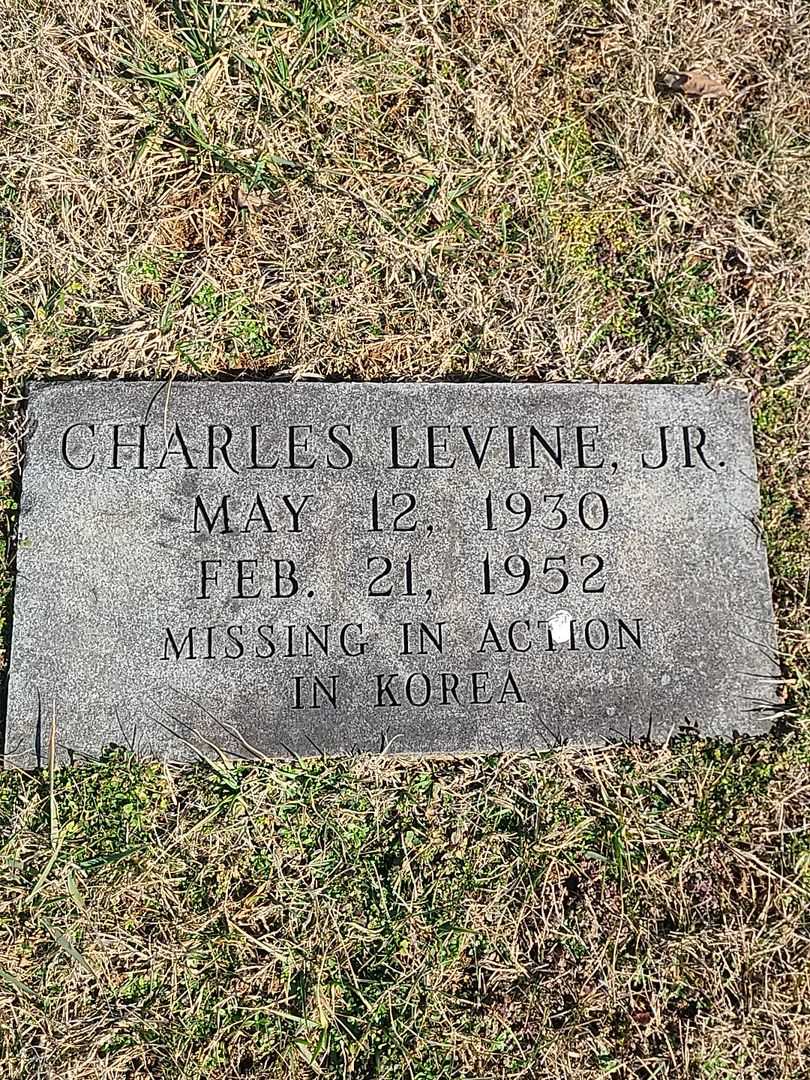 CHARLES LEVINE, JR.
MAY 12, 1930
FEB. 21, 1952
MISSING IN ACTION
IN KOREA